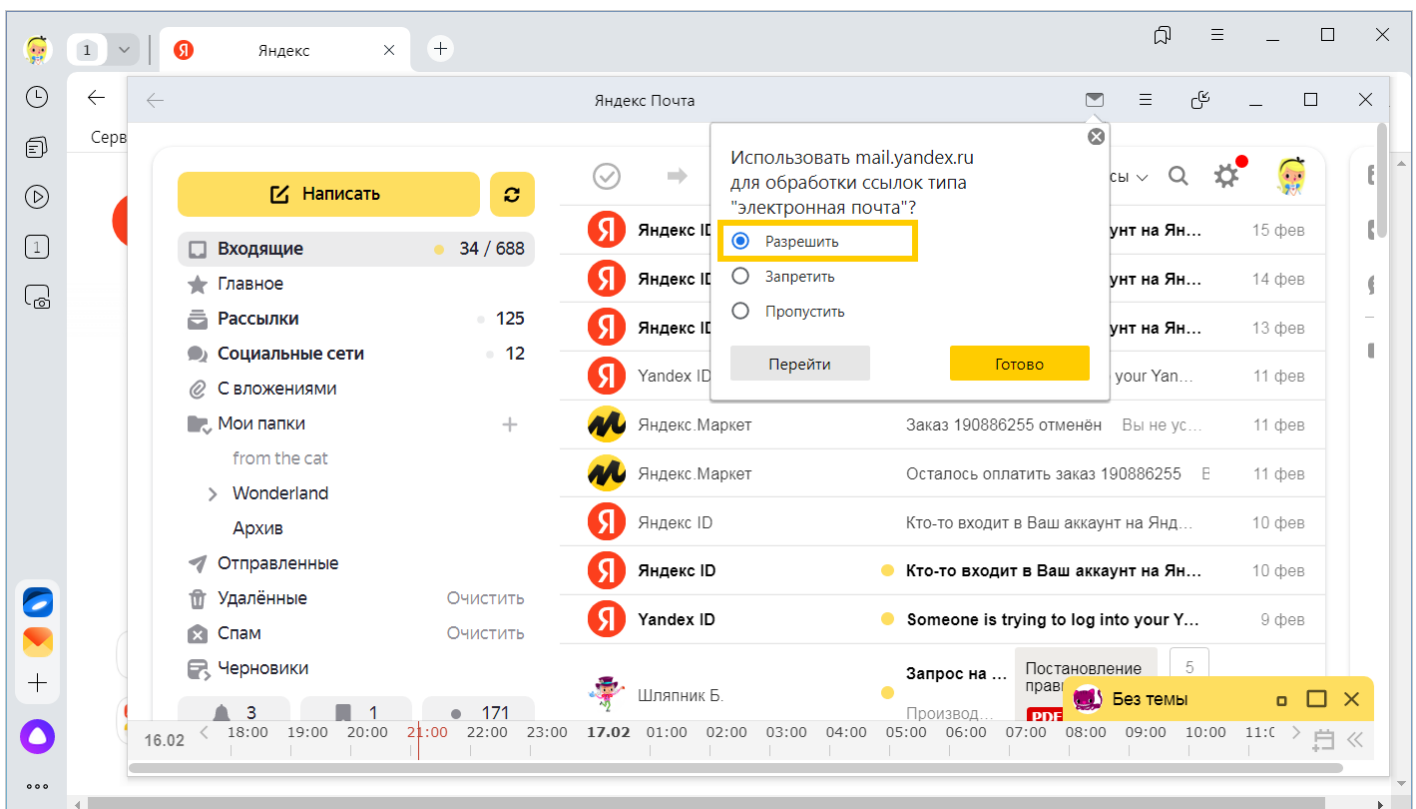 1
Я
Яндекс
Яндекс Почта
Серв
Использовать mail.yandex.ru
для обработки ссылок типа
"электронная почта"?
Разрешить
Запретить
Пропустить
Перейти
Готово
1
Написать
Входящие 34 / 688
Главное
Рассылки 125
Социальные сети 12
С вложениями
Мои папки
from the cat
Wonderland
Архив
Отправленные
Удалённые Очистить
Спам Очистить
Черновики
3 1 171
сы
Я Яндекс ID унт на Ян... 15 фев
Я Яндекс ID унт на Ян... 14 фев
Я Яндекс ID унт на Ян... 13 фев
Я Yandex ID your Yan... 11 фев
Яндекс.Маркет Заказ 190886255 отменён Вы не ус... 11 фев
Яндекс.Маркет Осталось оплатить заказ 190886255 В 11 фев
Я Яндекс ID Кто-то входит в Ваш аккаунт на Янд... 10 фев
Я Яндекс ID Кто-то входит в Ваш аккаунт на Ян... 10 фев
Я Yandex ID Someone is trying to log into your Y... 9 фев
Шляпник Б. Запрос на ... Постановление 5
прав
Производ... PDF
Без темы
16.02 18:00 19:00 20:00 21:00 22:00 23:00 17.02 01:00 02:00 03:00 04:00 05:00 06:00 07:00 08:00 09:00 10:00 11:0